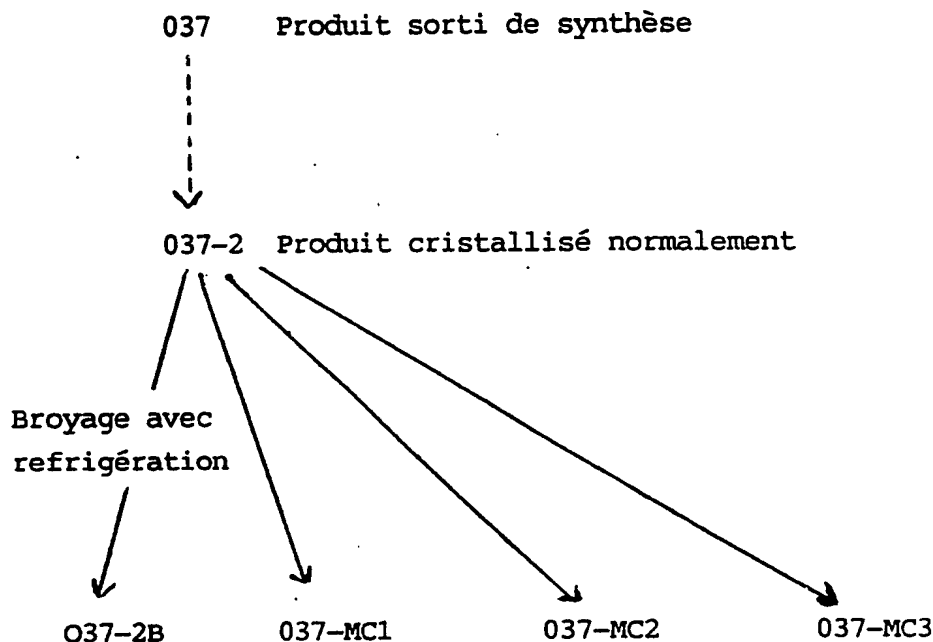 037 Produit sorti de synthèse
037-2 Produit cristallisé normalement
Broyage avec
refrigération
O37-2B 037-MC1 037-MC2 037-MC3